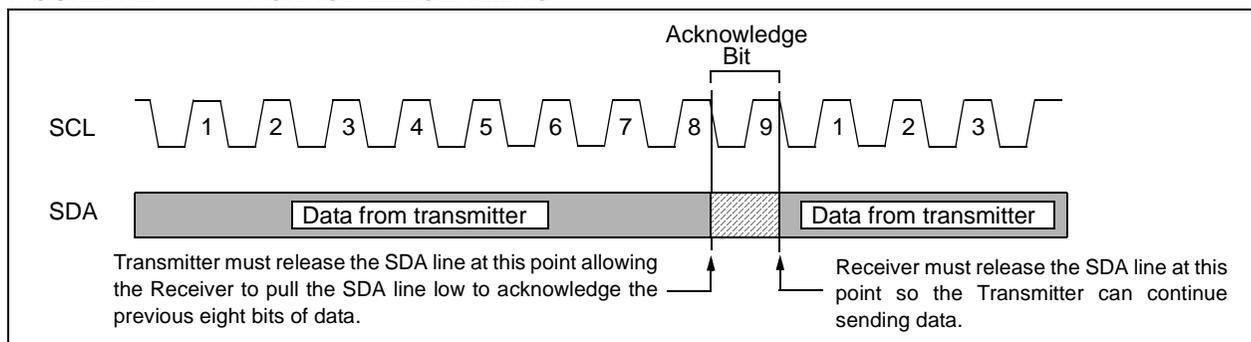 Acknowledge
Bit
SCL
1 2 3 4 5 6 7 8 9 1 2 3
SDA
Data from transmitter
Data from transmitter
Transmitter must release the SDA line at this point allowing
the Receiver to pull the SDA line low to acknowledge the
previous eight bits of data.
Receiver must release the SDA line at this
point so the Transmitter can continue
sending data.